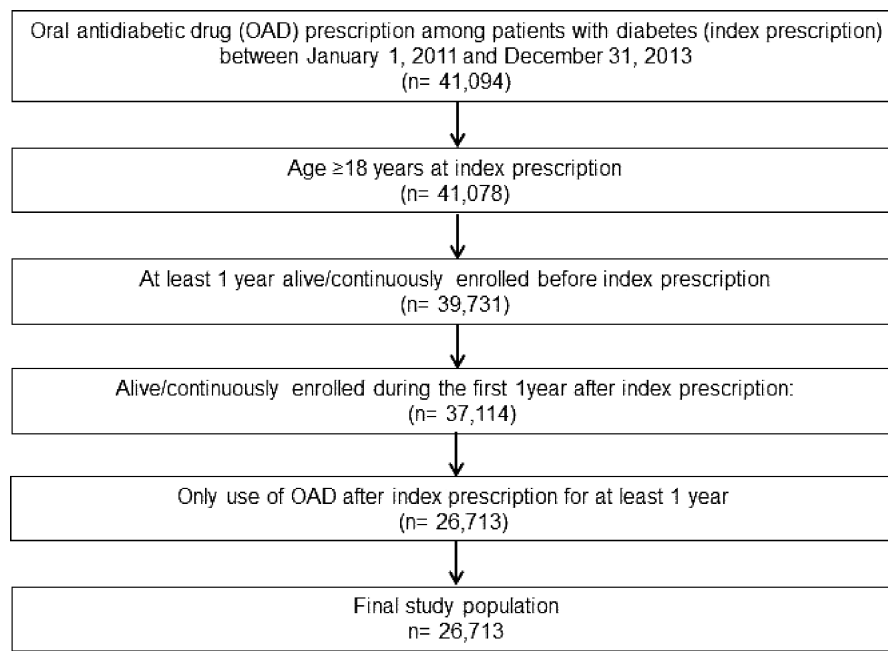 Oral antidiabetic drug (OAD) prescription among patients with diabetes (index prescription)
between January 1, 2011 and December 31, 2013
(n= 41,094)
Age ≥18 years at index prescription
(n= 41,078)
At least 1 year alive/continuously enrolled before index prescription
(n= 39,731)
Alive/continuously enrolled during the first 1year after index prescription:
(n= 37,114)
Only use of OAD after index prescription for at least 1 year
(n= 26,713)
Final study population
n= 26,713